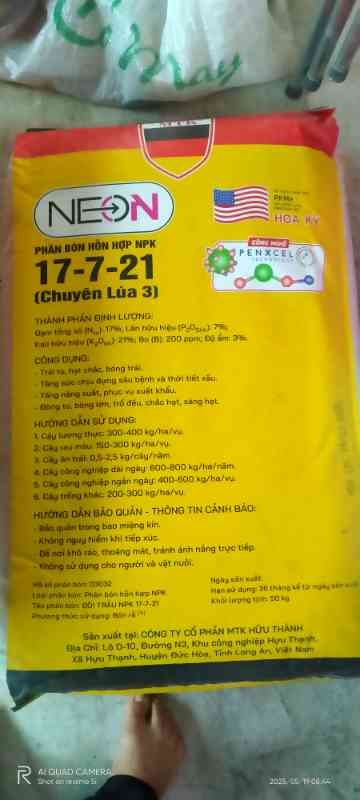 NEON
HOA KỲ
CÔNG NGHỆ
PENXCEL
TECHNOLOGY
PHÂN BÓN HỖN HỢP NPK
17-7-21
(Chuyên Lúa 3)
THÀNH PHẦN ĐỊNH LƯỢNG:
Đạm tổng số (Nts): 17%; Lân hữu hiệu (P₂O₅hh): 7%;
Kali hữu hiệu (K₂Ohh): 21%; Bo (B): 200 ppm; Độ ẩm: 3%.
CÔNG DỤNG:
- Trái to, hạt chắc, bóng trái.
- Tăng sức chịu đựng sâu bệnh và thời tiết xấu.
- Tăng năng suất, phục vụ xuất khẩu.
- Đòng to, bông lớn, trổ đều, chắc hạt, sáng hạt.
HƯỚNG DẪN SỬ DỤNG:
1. Cây lương thực: 300-400 kg/ha/vụ.
2. Cây rau màu: 150-300 kg/ha/vụ.
3. Cây ăn trái: 0,5-2,5 kg/cây/năm.
4. Cây công nghiệp dài ngày: 600-800 kg/ha/năm.
5. Cây công nghiệp ngắn ngày: 400-600 kg/ha/vụ.
6. Cây trồng khác: 200-300 kg/ha/vụ.
HƯỚNG DẪN BẢO QUẢN - THÔNG TIN CẢNH BÁO:
- Bảo quản trong bao miệng kín.
- Không nguy hiểm khi tiếp xúc.
- Để nơi khô ráo, thoáng mát, tránh ánh nắng trực tiếp.
- Không sử dụng cho người và vật nuôi.
Mã số phân bón: 03032
Loại phân bón: Phân bón hỗn hợp NPK
Tên phân bón: ĐÔI TRÂU NPK 17-7-21
Phương thức sử dụng: Bón rễ
Ngày sản xuất:
Hạn sử dụng: 36 tháng kể từ ngày sản xuất
Khối lượng tịnh: 50 kg
Sản xuất tại: CÔNG TY CỔ PHẦN MTK HỮU THÀNH
Địa Chỉ: Lô D-10, Đường N3, Khu công nghiệp Hựu Thạnh,
Xã Hựu Thạnh, Huyện Đức Hòa, Tỉnh Long An, Việt Nam
AI QUAD CAMERA
Shot on realme 5i